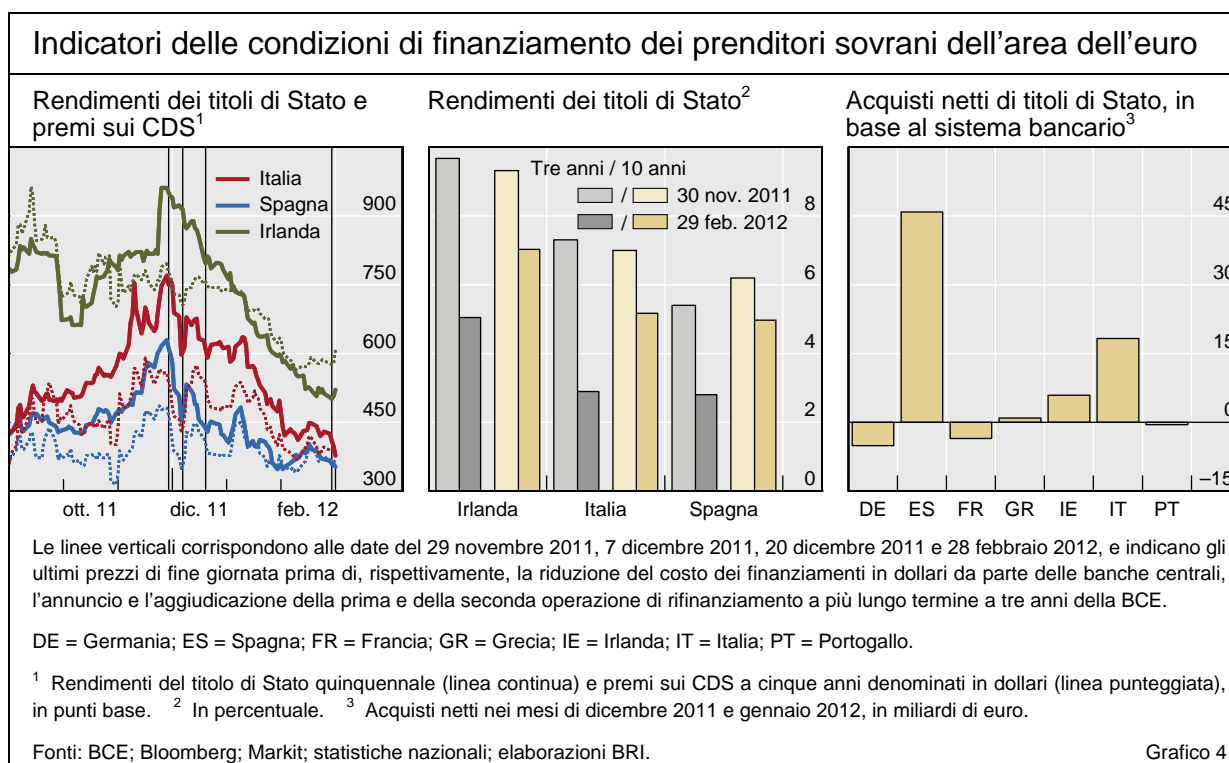 Indicatori delle condizioni di finanziamento dei prenditori sovrani dell'area dell'euro
Rendimenti dei titoli di Stato e
premi sui CDS¹
Italia
Spagna
Irlanda
900
750
600
450
300
ott. 11
dic. 11
feb. 12
Rendimenti dei titoli di Stato²
Tre anni / 10 anni
/ 30 nov. 2011
/ 29 feb. 2012
8
6
4
2
0
Irlanda
Italia
Spagna
Acquisti netti di titoli di Stato, in
base al sistema bancario³
45
30
15
0
–15
DE
ES
FR
GR
IE
IT
PT
Le linee verticali corrispondono alle date del 29 novembre 2011, 7 dicembre 2011, 20 dicembre 2011 e 28 febbraio 2012, e indicano gli
ultimi prezzi di fine giornata prima di, rispettivamente, la riduzione del costo dei finanziamenti in dollari da parte delle banche centrali,
l'annuncio e l'aggiudicazione della prima e della seconda operazione di rifinanziamento a più lungo termine a tre anni della BCE.
DE = Germania; ES = Spagna; FR = Francia; GR = Grecia; IE = Irlanda; IT = Italia; PT = Portogallo.
¹ Rendimenti del titolo di Stato quinquennale (linea continua) e premi sui CDS a cinque anni denominati in dollari (linea punteggiata),
in punti base. ² In percentuale. ³ Acquisti netti nei mesi di dicembre 2011 e gennaio 2012, in miliardi di euro.
Fonti: BCE; Bloomberg; Markit; statistiche nazionali; elaborazioni BRI. Grafico 4